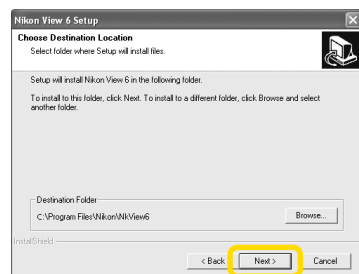 Nikon View 6 Setup
Choose Destination Location
Select folder where Setup will install files.
Setup will install Nikon View 6 in the following folder.
To install to this folder, click Next. To install to a different folder, click Browse and select
another folder.
Destination Folder
C:\Program Files\Nikon\NkView6
Browse...
InstallShield
< Back
Next >
Cancel